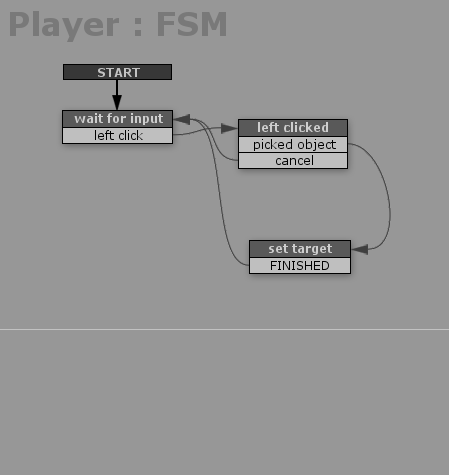 Player : FSM
START
wait for input
left click
left clicked
picked object
cancel
set target
FINISHED